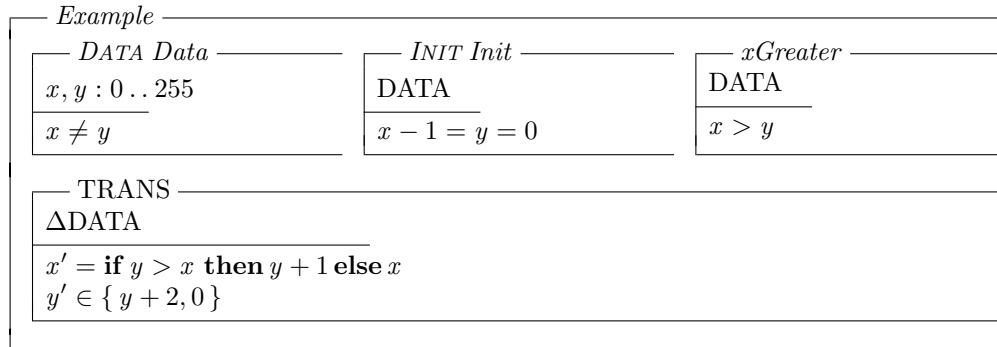 Example
DATA Data
x, y : 0 . . 255
x ≠ y
INIT Init
DATA
x − 1 = y = 0
xGreater
DATA
x > y
TRANS
ΔDATA
x′ = if y > x then y + 1 else x
y′ ∈ { y + 2, 0 }